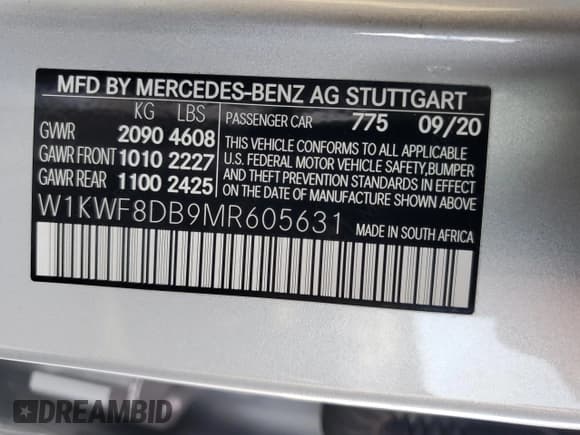 MFD BY MERCEDES-BENZ AG STUTTGART
KG LBS
GVWR 2090 4608
GAWR FRONT 1010 2227
GAWR REAR 1100 2425
PASSENGER CAR 775 09/20
THIS VEHICLE CONFORMS TO ALL APPLICABLE
U.S. FEDERAL MOTOR VEHICLE SAFETY,BUMPER
AND THEFT PREVENTION STANDARDS IN EFFECT
ON THE DATE OF MANUFACTURE SHOWN ABOVE
W1KWF8DB9MR605631
MADE IN SOUTH AFRICA
DREAMBID